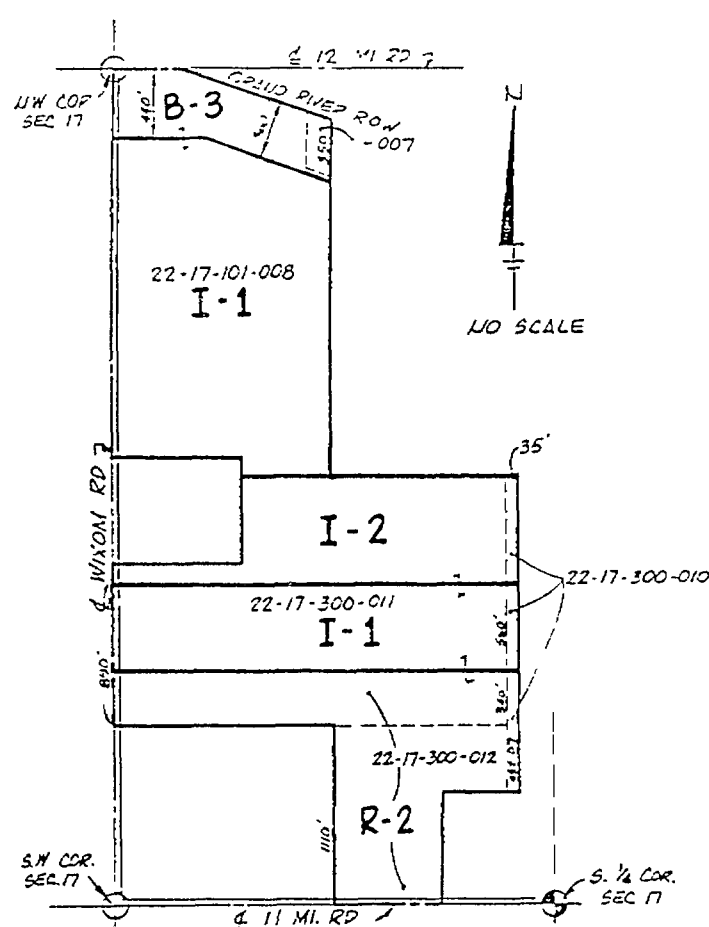 ℄ 12 MI RD
NW COR
SEC 17
440'
B-3
GRAND RIVER ROW
-007
N
22-17-101-008
I-1
NO SCALE
35'
℄ WIXOM RD
I-2
22-17-300-010
22-17-300-011
I-1
840'
340'
22-17-300-012
R-2
1110'
S.W COR.
SEC. 17
S. ¼ COR.
SEC 17
℄ 11 MI. RD